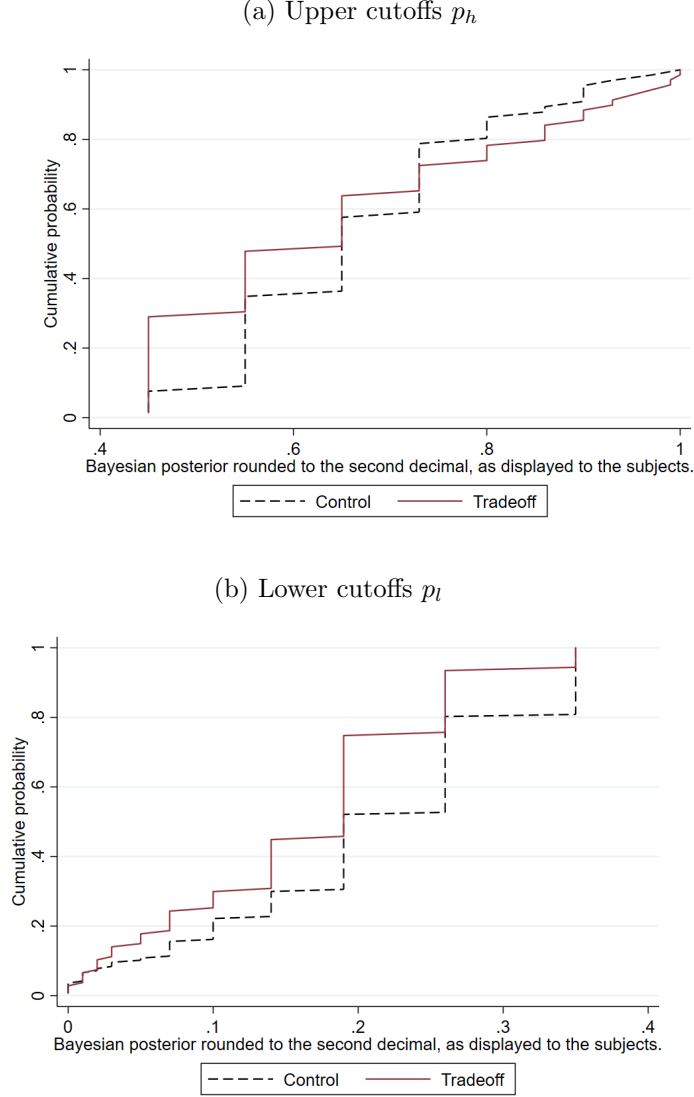 (a) Upper cutoffs p_h
Cumulative probability
0
.2
.4
.6
.8
1
.4
.6
.8
1
Bayesian posterior rounded to the second decimal, as displayed to the subjects.
Control
Tradeoff
(b) Lower cutoffs p_l
Cumulative probability
0
.2
.4
.6
.8
1
0
.1
.2
.3
.4
Bayesian posterior rounded to the second decimal, as displayed to the subjects.
Control
Tradeoff